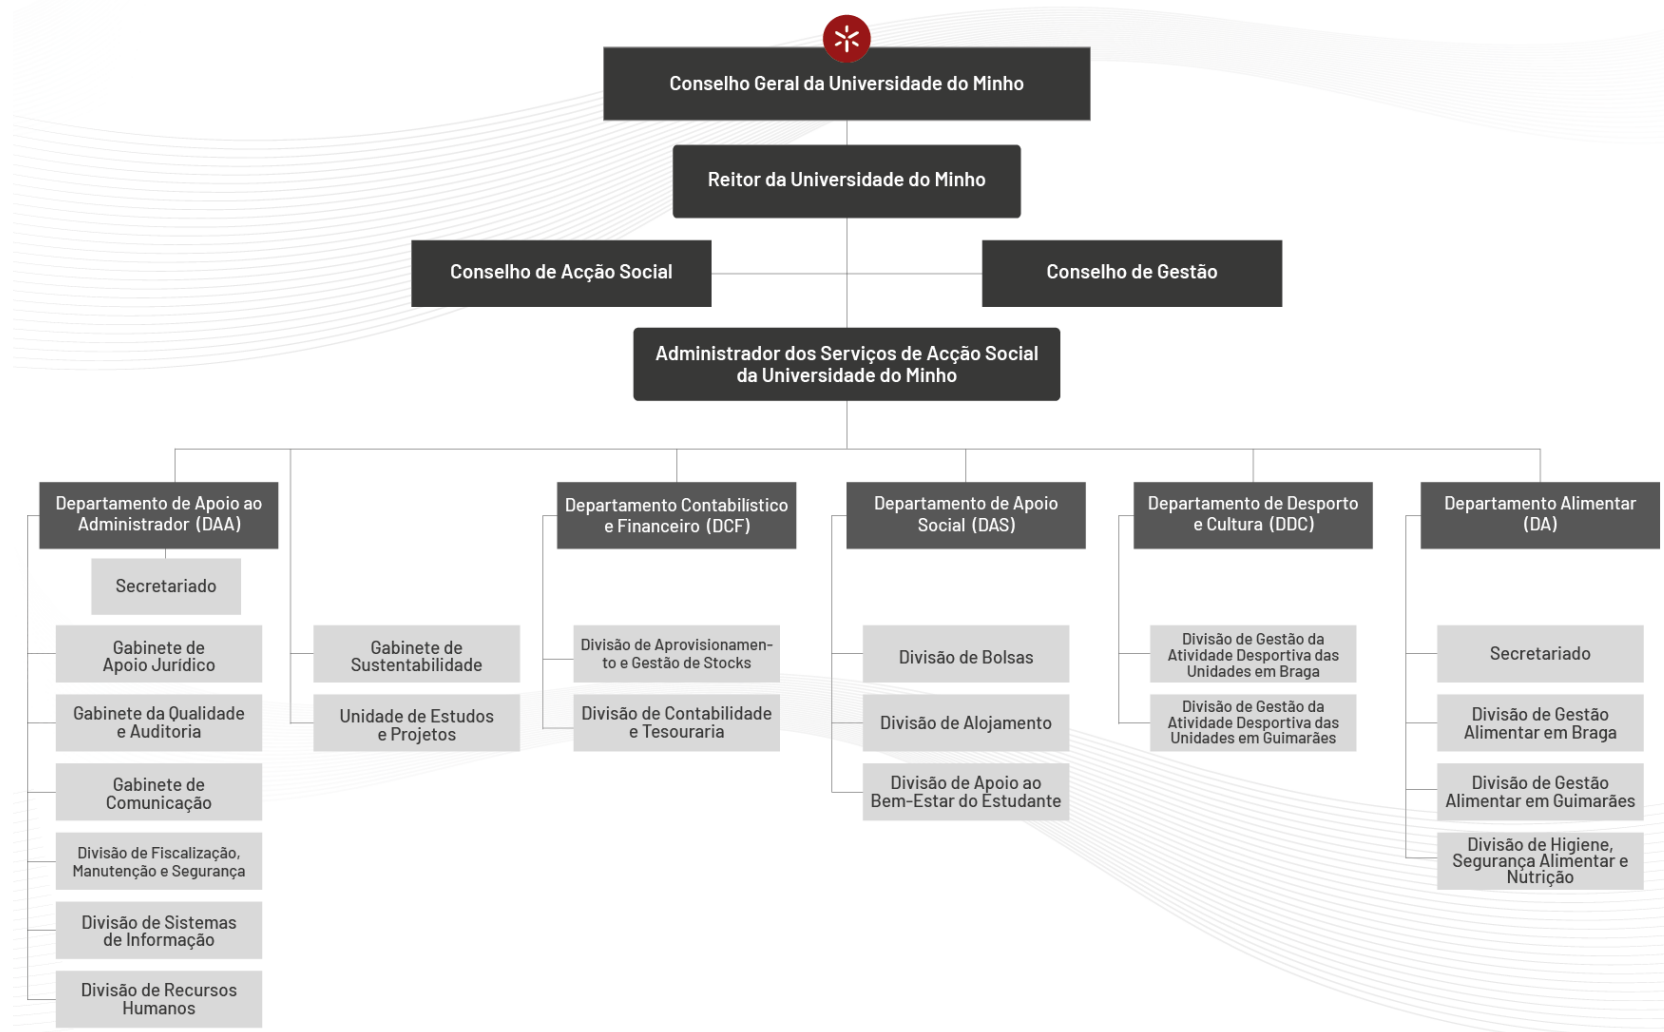 Conselho Geral da Universidade do Minho
Reitor da Universidade do Minho
Conselho de Acção Social
Conselho de Gestão
Administrador dos Serviços de Acção Social
da Universidade do Minho
Departamento de Apoio ao
Administrador (DAA)
Secretariado
Gabinete de
Apoio Jurídico
Gabinete da Qualidade
e Auditoria
Gabinete de
Comunicação
Divisão de Fiscalização,
Manutenção e Segurança
Divisão de Sistemas
de Informação
Divisão de Recursos
Humanos
Gabinete de
Sustentabilidade
Unidade de Estudos
e Projetos
Departamento Contabilístico
e Financeiro (DCF)
Divisão de Aprovisionamen-
to e Gestão de Stocks
Divisão de Contabilidade
e Tesouraria
Departamento de Apoio
Social (DAS)
Divisão de Bolsas
Divisão de Alojamento
Divisão de Apoio ao
Bem-Estar do Estudante
Departamento de Desporto
e Cultura (DDC)
Divisão de Gestão da
Atividade Desportiva das
Unidades em Braga
Divisão de Gestão da
Atividade Desportiva das
Unidades em Guimarães
Departamento Alimentar
(DA)
Secretariado
Divisão de Gestão
Alimentar em Braga
Divisão de Gestão
Alimentar em Guimarães
Divisão de Higiene,
Segurança Alimentar e
Nutrição